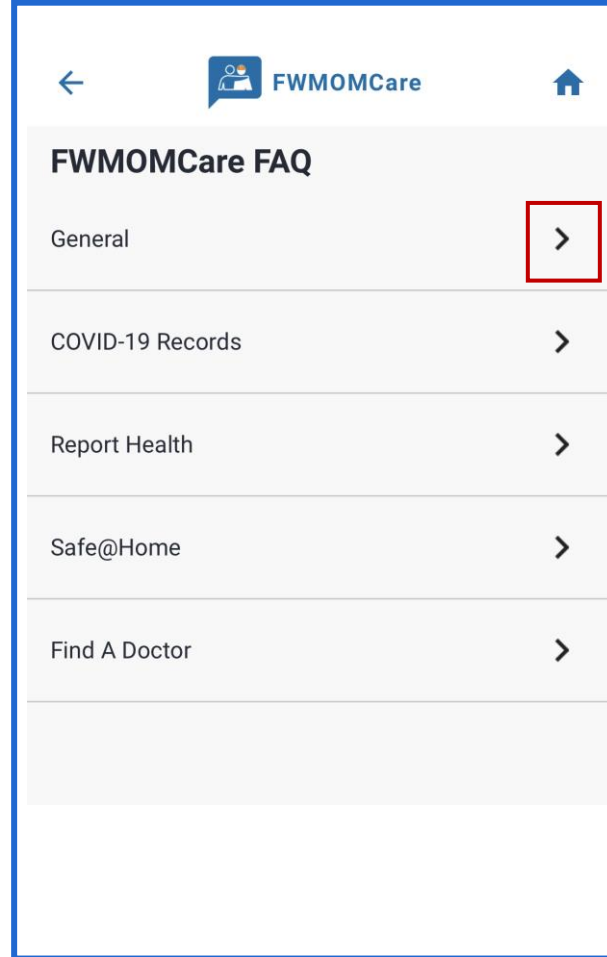 FWMOMCare
FWMOMCare FAQ
General
COVID-19 Records
Report Health
Safe@Home
Find A Doctor